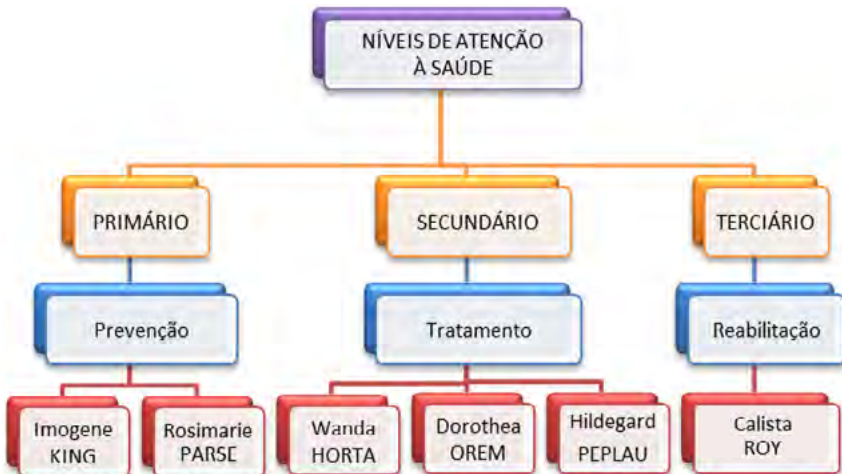 NÍVEIS DE ATENÇÃO
À SAÚDE
PRIMÁRIO
SECUNDÁRIO
TERCIÁRIO
Prevenção
Tratamento
Reabilitação
Imogene
KING
Rosimarie
PARSE
Wanda
HORTA
Dorothea
OREM
Hildegard
PEPLAU
Calista
ROY